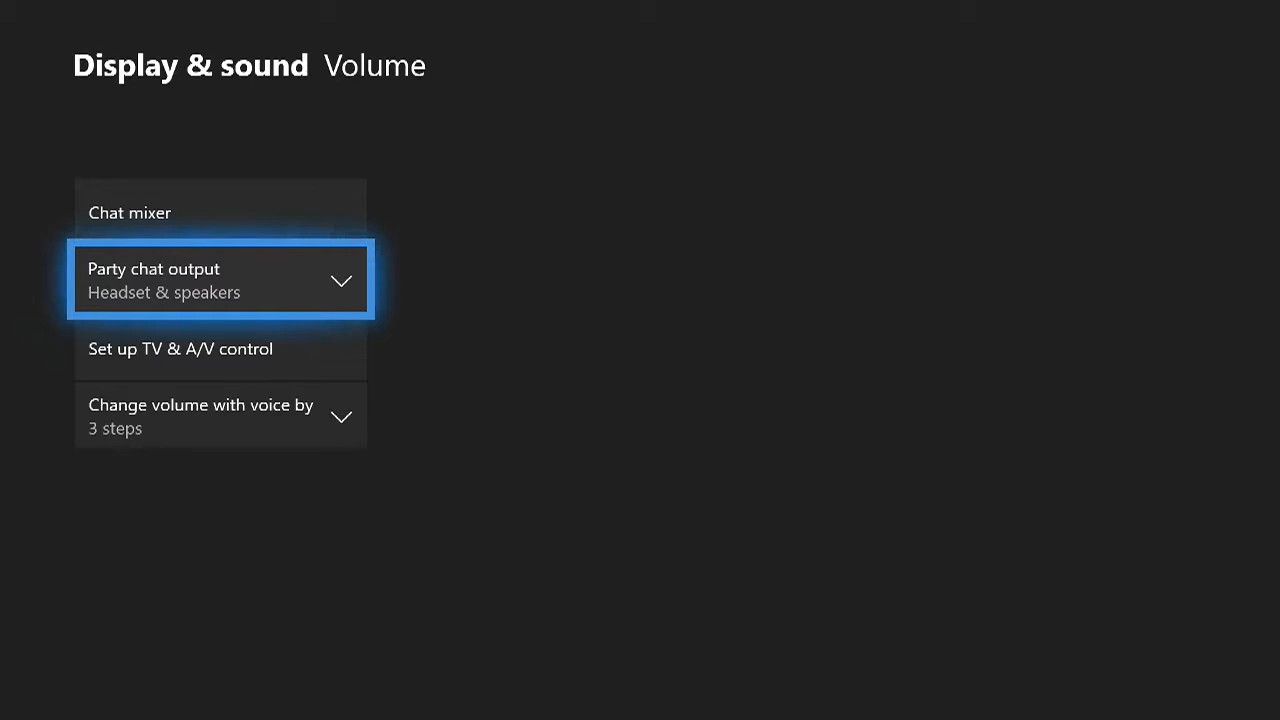 Display & sound Volume
Chat mixer
Party chat output
Headset & speakers
Set up TV & A/V control
Change volume with voice by
3 steps